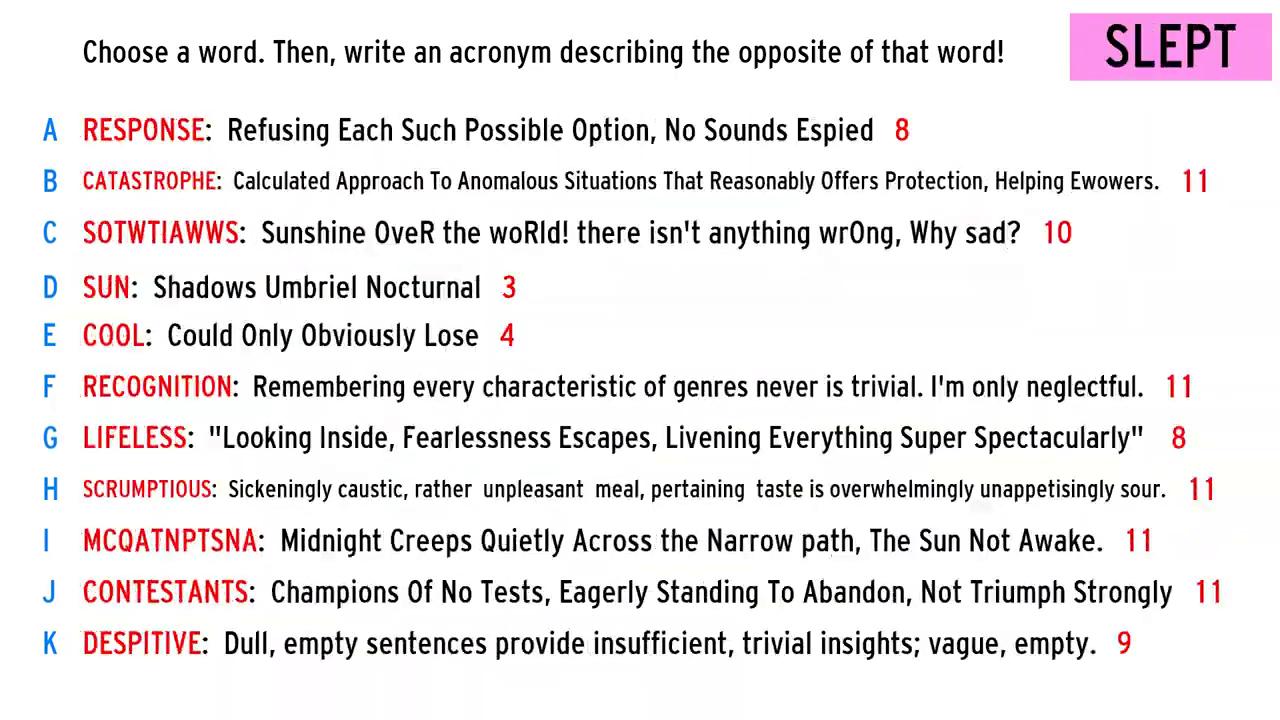 Choose a word. Then, write an acronym describing the opposite of that word!
SLEPT
A RESPONSE: Refusing Each Such Possible Option, No Sounds Espied 8
B CATASTROPHE: Calculated Approach To Anomalous Situations That Reasonably Offers Protection, Helping Ewowers. 11
C SOTWTIAWWS: Sunshine OveR the woRld! there isn't anything wrOng, Why sad? 10
D SUN: Shadows Umbriel Nocturnal 3
E COOL: Could Only Obviously Lose 4
F RECOGNITION: Remembering every characteristic of genres never is trivial. I'm only neglectful. 11
G LIFELESS: "Looking Inside, Fearlessness Escapes, Livening Everything Super Spectacularly" 8
H SCRUMPTIOUS: Sickeningly caustic, rather unpleasant meal, pertaining taste is overwhelmingly unappetisingly sour. 11
I MCQATNPTSNA: Midnight Creeps Quietly Across the Narrow path, The Sun Not Awake. 11
J CONTESTANTS: Champions Of No Tests, Eagerly Standing To Abandon, Not Triumph Strongly 11
K DESPITIVE: Dull, empty sentences provide insufficient, trivial insights; vague, empty. 9